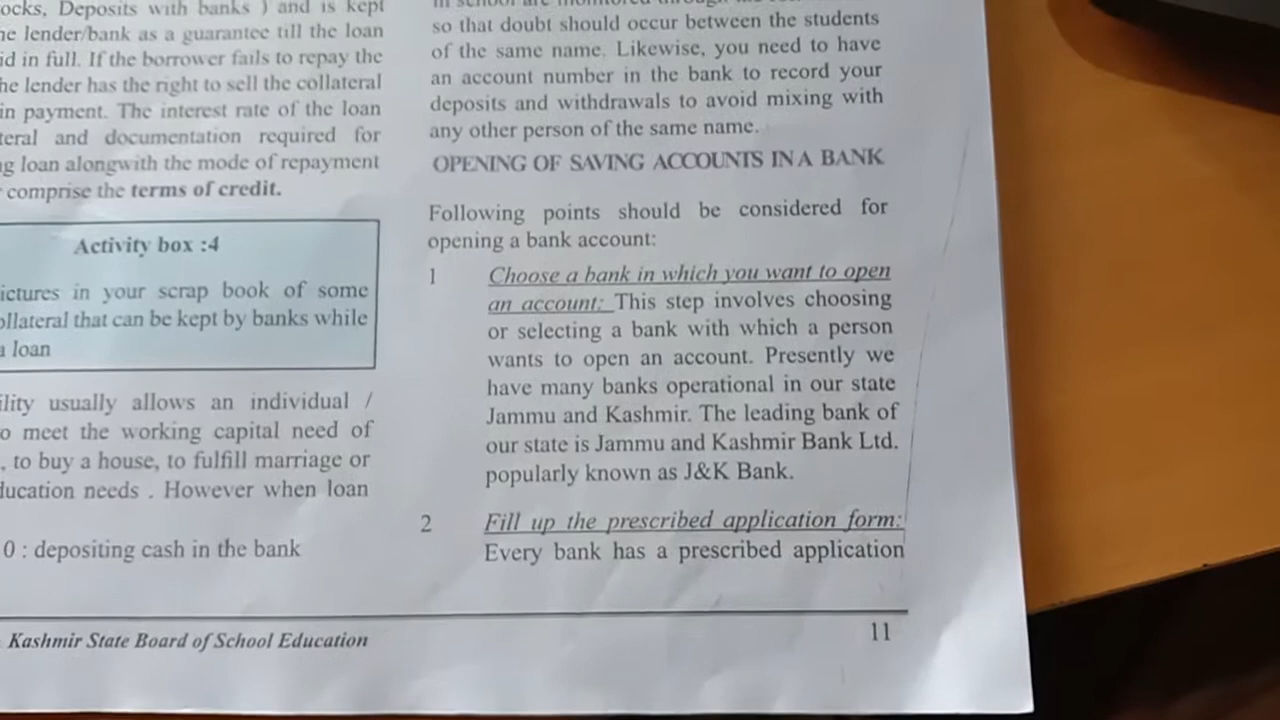 Deposits with banks ) and is kept
lender/bank as a guarantee till the loan
in full. If the borrower fails to repay the
lender has the right to sell the collateral
in payment. The interest rate of the loan
and documentation required for
loan alongwith the mode of repayment
comprise the terms of credit.
Activity box :4
in your scrap book of some
that can be kept by banks while
loan
usually allows an individual /
meet the working capital need of
, to buy a house, to fulfill marriage or
needs . However when loan
0 : depositing cash in the bank
so that doubt should occur between the students
of the same name. Likewise, you need to have
an account number in the bank to record your
deposits and withdrawals to avoid mixing with
any other person of the same name.
OPENING OF SAVING ACCOUNTS IN A BANK
Following points should be considered for
opening a bank account:
1 Choose a bank in which you want to open
an account: This step involves choosing
or selecting a bank with which a person
wants to open an account. Presently we
have many banks operational in our state
Jammu and Kashmir. The leading bank of
our state is Jammu and Kashmir Bank Ltd.
popularly known as J&K Bank.
2 Fill up the prescribed application form:
Every bank has a prescribed application
Kashmir State Board of School Education
11